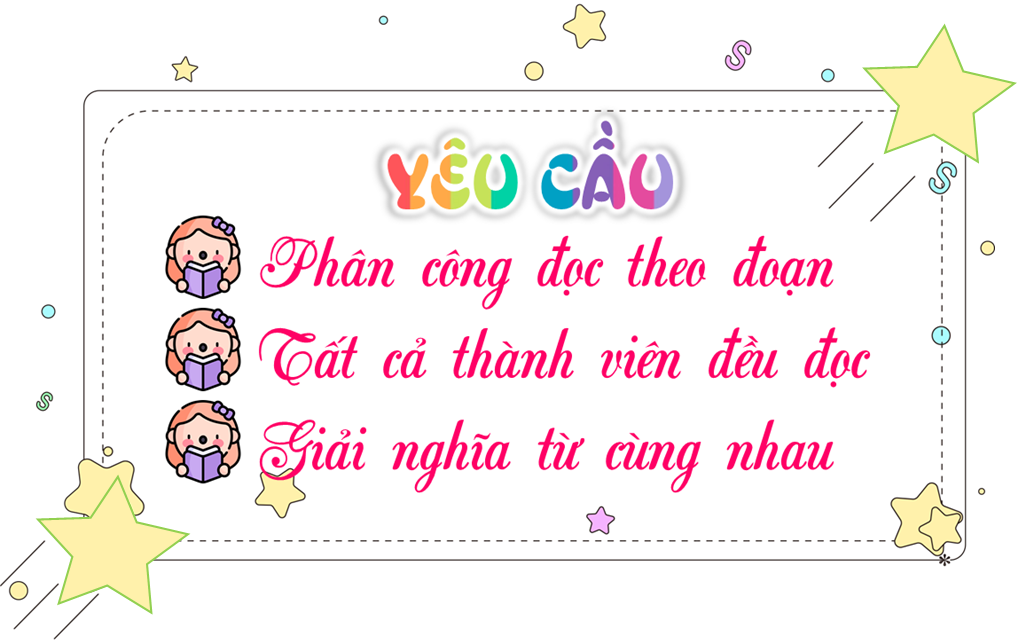 YÊU CẦU
Phân công đọc theo đoạn
Tất cả thành viên đều đọc
Giải nghĩa từ cùng nhau